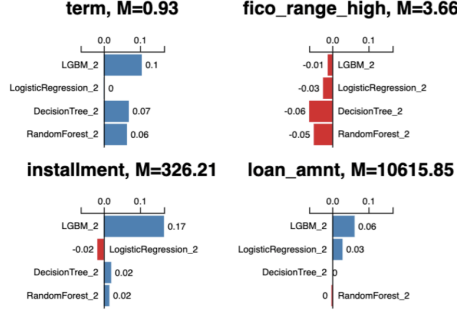 term, M=0.93
0.0 0.1
LGBM_2 0.1
LogisticRegression_2 0
DecisionTree_2 0.07
RandomForest_2 0.06
fico_range_high, M=3.66
0.0 0.1
-0.01 LGBM_2
-0.03 LogisticRegression_2
-0.06 DecisionTree_2
-0.05 RandomForest_2
installment, M=326.21
0.0 0.1
LGBM_2 0.17
-0.02 LogisticRegression_2
DecisionTree_2 0.02
RandomForest_2 0.02
loan_amnt, M=10615.85
0.0 0.1
LGBM_2 0.06
LogisticRegression_2 0.03
DecisionTree_2 0
0 RandomForest_2